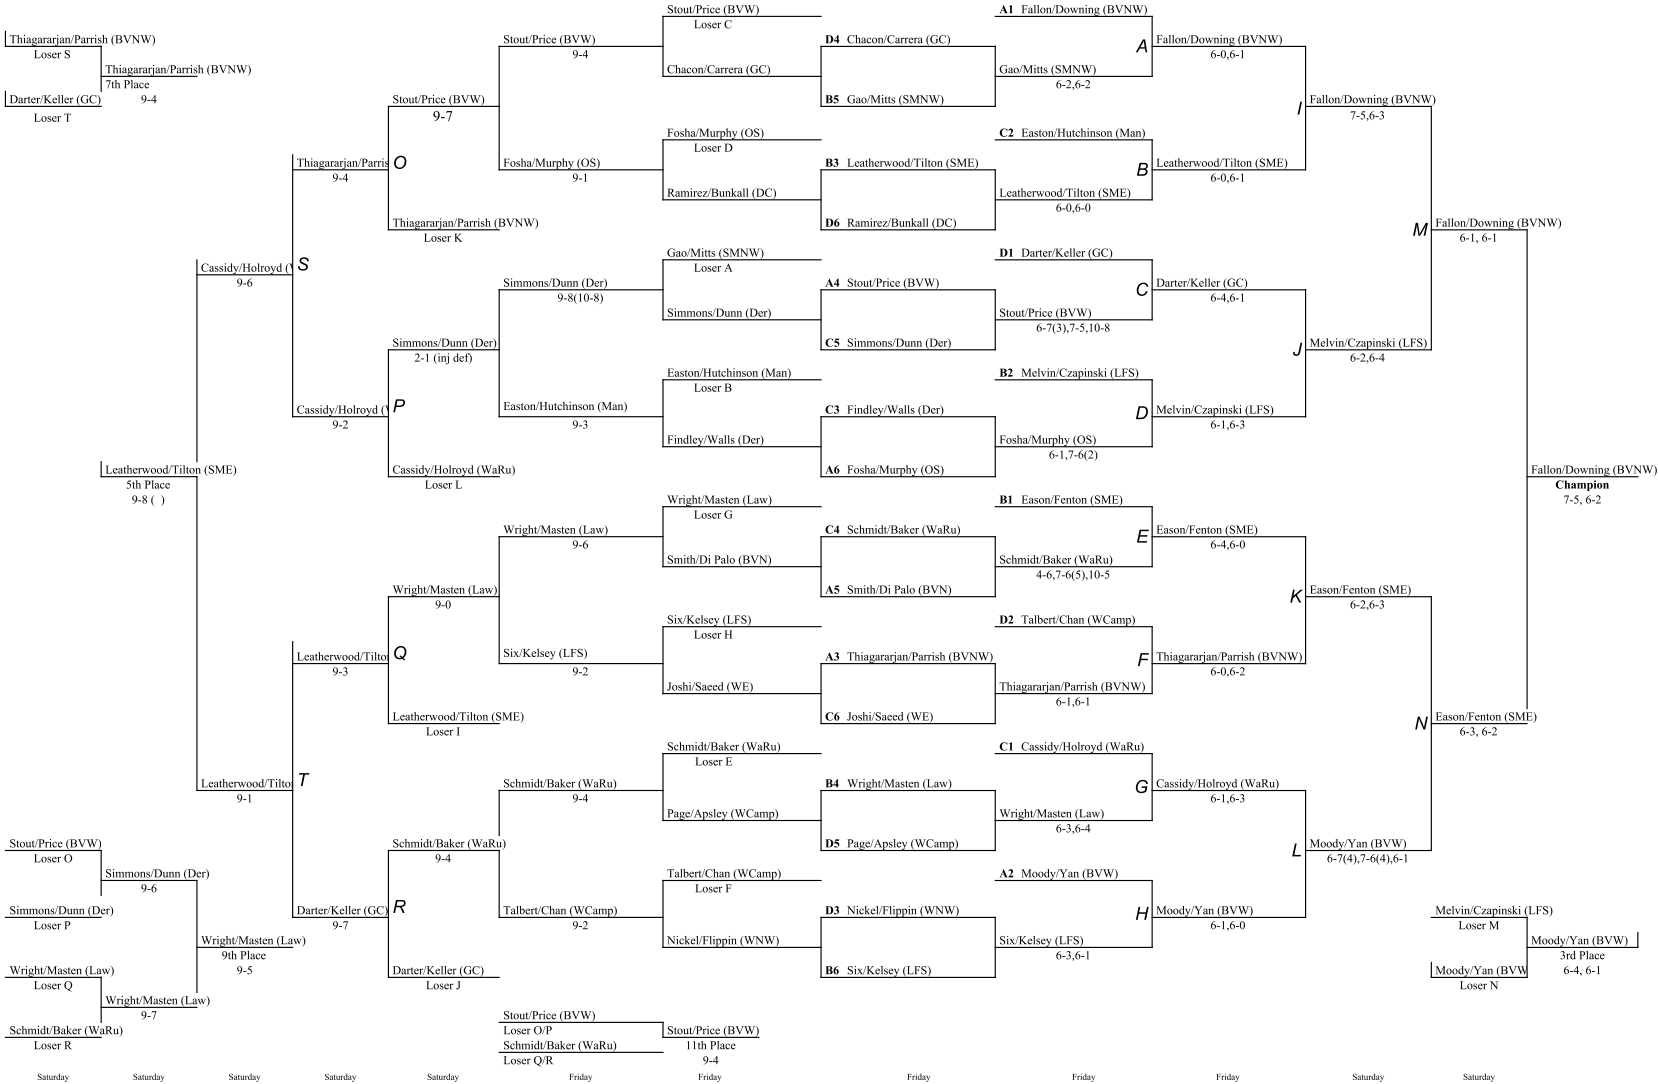 Stout/Price (BVW)
Loser C
A1 Fallon/Downing (BVNW)
Thiagararjan/Parrish (BVNW)
Loser S
Stout/Price (BVW)
9-4
D4 Chacon/Carrera (GC)
A
Fallon/Downing (BVNW)
6-0,6-1
Thiagararjan/Parrish (BVNW)
7th Place
9-4
Chacon/Carrera (GC)
Gao/Mitts (SMNW)
6-2,6-2
Darter/Keller (GC)
Loser T
Stout/Price (BVW)
9-7
B5 Gao/Mitts (SMNW)
I
Fallon/Downing (BVNW)
7-5,6-3
Fosha/Murphy (OS)
Loser D
C2 Easton/Hutchinson (Man)
Thiagararjan/Parris
9-4
O
Fosha/Murphy (OS)
9-1
B3 Leatherwood/Tilton (SME)
B
Leatherwood/Tilton (SME)
6-0,6-1
Ramirez/Bunkall (DC)
Leatherwood/Tilton (SME)
6-0,6-0
Thiagararjan/Parrish (BVNW)
Loser K
D6 Ramirez/Bunkall (DC)
M
Fallon/Downing (BVNW)
6-1, 6-1
Gao/Mitts (SMNW)
Loser A
D1 Darter/Keller (GC)
Cassidy/Holroyd (
9-6
S
Simmons/Dunn (Der)
9-8(10-8)
A4 Stout/Price (BVW)
C
Darter/Keller (GC)
6-4,6-1
Simmons/Dunn (Der)
Stout/Price (BVW)
6-7(3),7-5,10-8
Simmons/Dunn (Der)
2-1 (inj def)
C5 Simmons/Dunn (Der)
J
Melvin/Czapinski (LFS)
6-2,6-4
Easton/Hutchinson (Man)
Loser B
B2 Melvin/Czapinski (LFS)
Cassidy/Holroyd (
9-2
P
Easton/Hutchinson (Man)
9-3
C3 Findley/Walls (Der)
D
Melvin/Czapinski (LFS)
6-1,6-3
Findley/Walls (Der)
Fosha/Murphy (OS)
6-1,7-6(2)
Leatherwood/Tilton (SME)
5th Place
9-8 ( )
Cassidy/Holroyd (WaRu)
Loser L
A6 Fosha/Murphy (OS)
Fallon/Downing (BVNW)
Champion
7-5, 6-2
Wright/Masten (Law)
Loser G
B1 Eason/Fenton (SME)
Wright/Masten (Law)
9-6
C4 Schmidt/Baker (WaRu)
E
Eason/Fenton (SME)
6-4,6-0
Smith/Di Palo (BVN)
Schmidt/Baker (WaRu)
4-6,7-6(5),10-5
Wright/Masten (Law)
9-0
A5 Smith/Di Palo (BVN)
K
Eason/Fenton (SME)
6-2,6-3
Six/Kelsey (LFS)
Loser H
D2 Talbert/Chan (WCamp)
Leatherwood/Tilto
9-3
Q
Six/Kelsey (LFS)
9-2
A3 Thiagararjan/Parrish (BVNW)
F
Thiagararjan/Parrish (BVNW)
6-0,6-2
Joshi/Saeed (WE)
Thiagararjan/Parrish (BVNW)
6-1,6-1
Leatherwood/Tilton (SME)
Loser I
C6 Joshi/Saeed (WE)
N
Eason/Fenton (SME)
6-3, 6-2
Schmidt/Baker (WaRu)
Loser E
C1 Cassidy/Holroyd (WaRu)
Leatherwood/Tilto
9-1
T
Schmidt/Baker (WaRu)
9-4
B4 Wright/Masten (Law)
G
Cassidy/Holroyd (WaRu)
6-1,6-3
Page/Apsley (WCamp)
Wright/Masten (Law)
6-3,6-4
Stout/Price (BVW)
Loser O
Schmidt/Baker (WaRu)
9-4
D5 Page/Apsley (WCamp)
L
Moody/Yan (BVW)
6-7(4),7-6(4),6-1
Simmons/Dunn (Der)
9-6
Talbert/Chan (WCamp)
Loser F
A2 Moody/Yan (BVW)
Simmons/Dunn (Der)
Loser P
Darter/Keller (GC)
9-7
R
Talbert/Chan (WCamp)
9-2
D3 Nickel/Flippin (WNW)
H
Moody/Yan (BVW)
6-1,6-0
Melvin/Czapinski (LFS)
Loser M
Wright/Masten (Law)
9th Place
9-5
Nickel/Flippin (WNW)
Six/Kelsey (LFS)
6-3,6-1
Moody/Yan (BVW)
3rd Place
6-4, 6-1
Wright/Masten (Law)
Loser Q
Darter/Keller (GC)
Loser J
B6 Six/Kelsey (LFS)
Moody/Yan (BVW
Loser N
Wright/Masten (Law)
9-7
Stout/Price (BVW)
Loser O/P
Schmidt/Baker (WaRu)
Loser R
Stout/Price (BVW)
11th Place
9-4
Schmidt/Baker (WaRu)
Loser Q/R
Saturday Saturday Saturday Saturday Saturday Friday Friday Friday Friday Friday Saturday Saturday